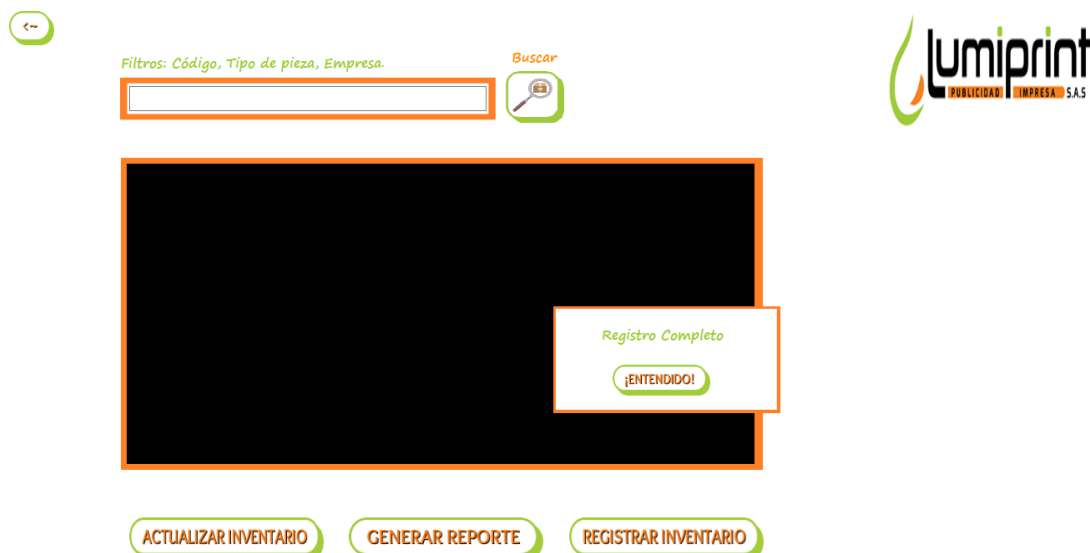 <~
Filtros: Código, Tipo de pieza, Empresa.
Buscar
lumiprint
PUBLICIDAD IMPRESA S.A.S
Registro Completo
¡ENTENDIDO!
ACTUALIZAR INVENTARIO
GENERAR REPORTE
REGISTRAR INVENTARIO